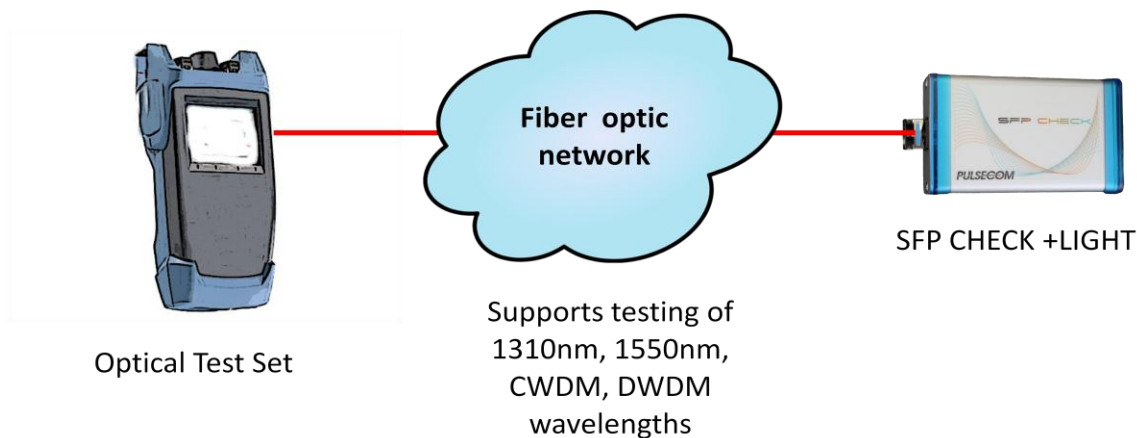 Fiber optic
network
SFP CHECK
PULSECOM
SFP CHECK +LIGHT
Optical Test Set
Supports testing of
1310nm, 1550nm,
CWDM, DWDM
wavelengths